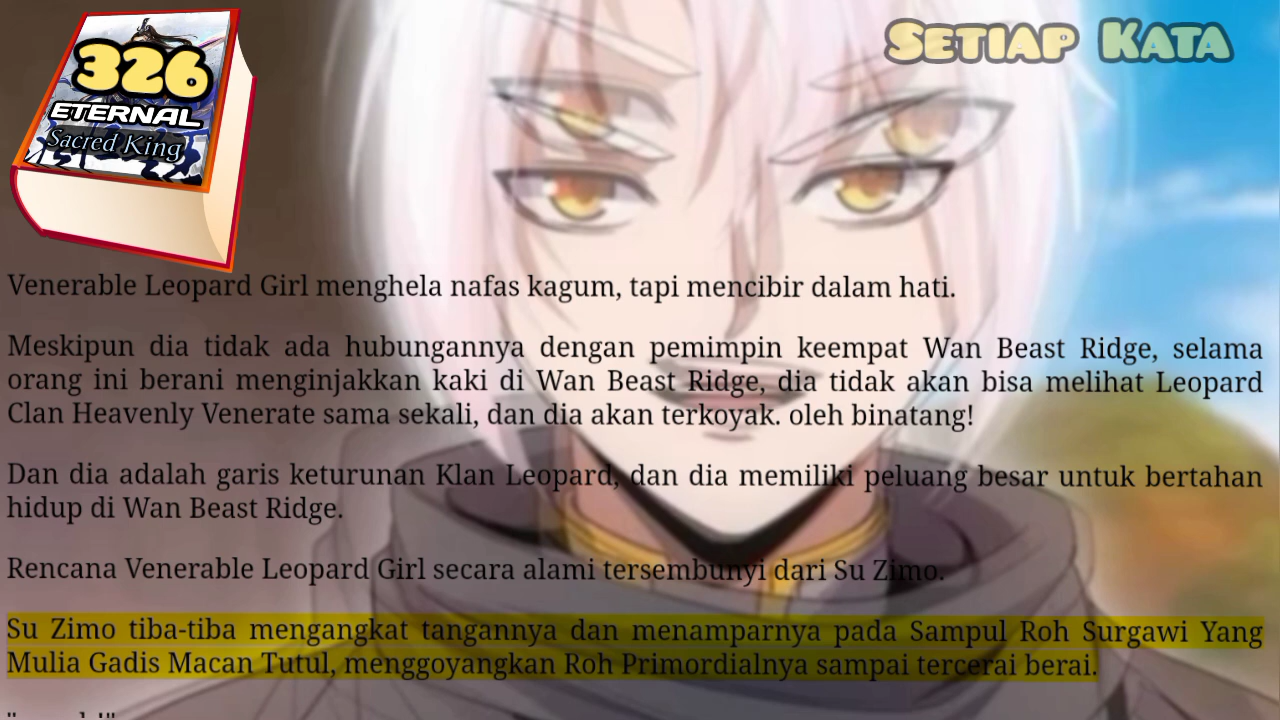 326
ETERNAL
Sacred King
SETIAP KATA
Venerable Leopard Girl menghela nafas kagum, tapi mencibir dalam hati.
Meskipun dia tidak ada hubungannya dengan pemimpin keempat Wan Beast Ridge, selama
orang ini berani menginjakkan kaki di Wan Beast Ridge, dia tidak akan bisa melihat Leopard
Clan Heavenly Venerate sama sekali, dan dia akan terkoyak. oleh binatang!
Dan dia adalah garis keturunan Klan Leopard, dan dia memiliki peluang besar untuk bertahan
hidup di Wan Beast Ridge.
Rencana Venerable Leopard Girl secara alami tersembunyi dari Su Zimo.
Su Zimo tiba-tiba mengangkat tangannya dan menamparnya pada Sampul Roh Surgawi Yang
Mulia Gadis Macan Tutul, menggoyangkan Roh Primordialnya sampai tercerai berai.